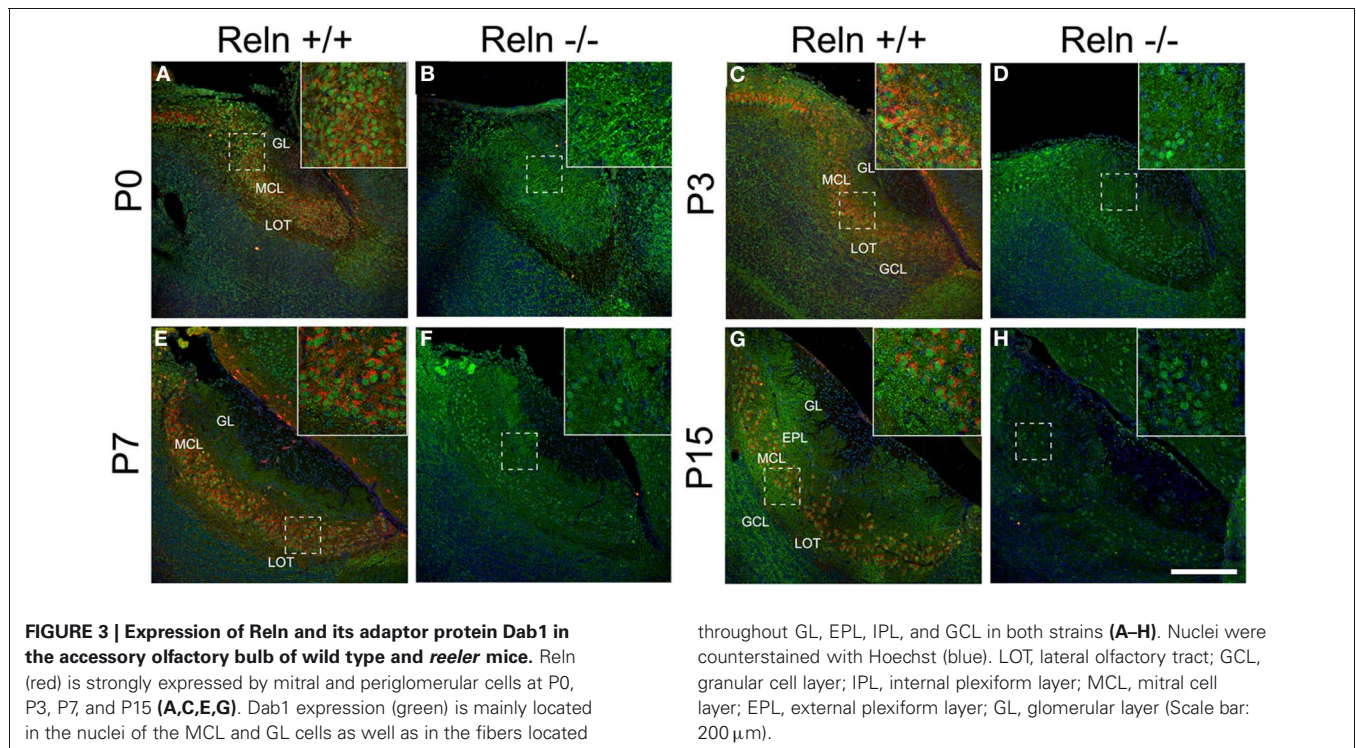 Reln +/+
Reln -/-
Reln +/+
Reln -/-
P0
A
GL
MCL
LOT
B
P3
C
GL
MCL
LOT
GCL
D
P7
E
GL
MCL
LOT
F
P15
G
GL
EPL
MCL
GCL
LOT
H
FIGURE 3 | Expression of Reln and its adaptor protein Dab1 in
the accessory olfactory bulb of wild type and reeler mice. Reln
(red) is strongly expressed by mitral and periglomerular cells at P0,
P3, P7, and P15 (A,C,E,G). Dab1 expression (green) is mainly located
in the nuclei of the MCL and GL cells as well as in the fibers located
throughout GL, EPL, IPL, and GCL in both strains (A–H). Nuclei were
counterstained with Hoechst (blue). LOT, lateral olfactory tract; GCL,
granular cell layer; IPL, internal plexiform layer; MCL, mitral cell
layer; EPL, external plexiform layer; GL, glomerular layer (Scale bar:
200 μm).